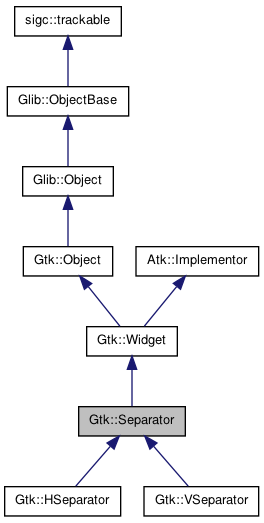 sigc::trackable
Glib::ObjectBase
Glib::Object
Gtk::Object
Atk::Implementor
Gtk::Widget
Gtk::Separator
Gtk::HSeparator
Gtk::VSeparator